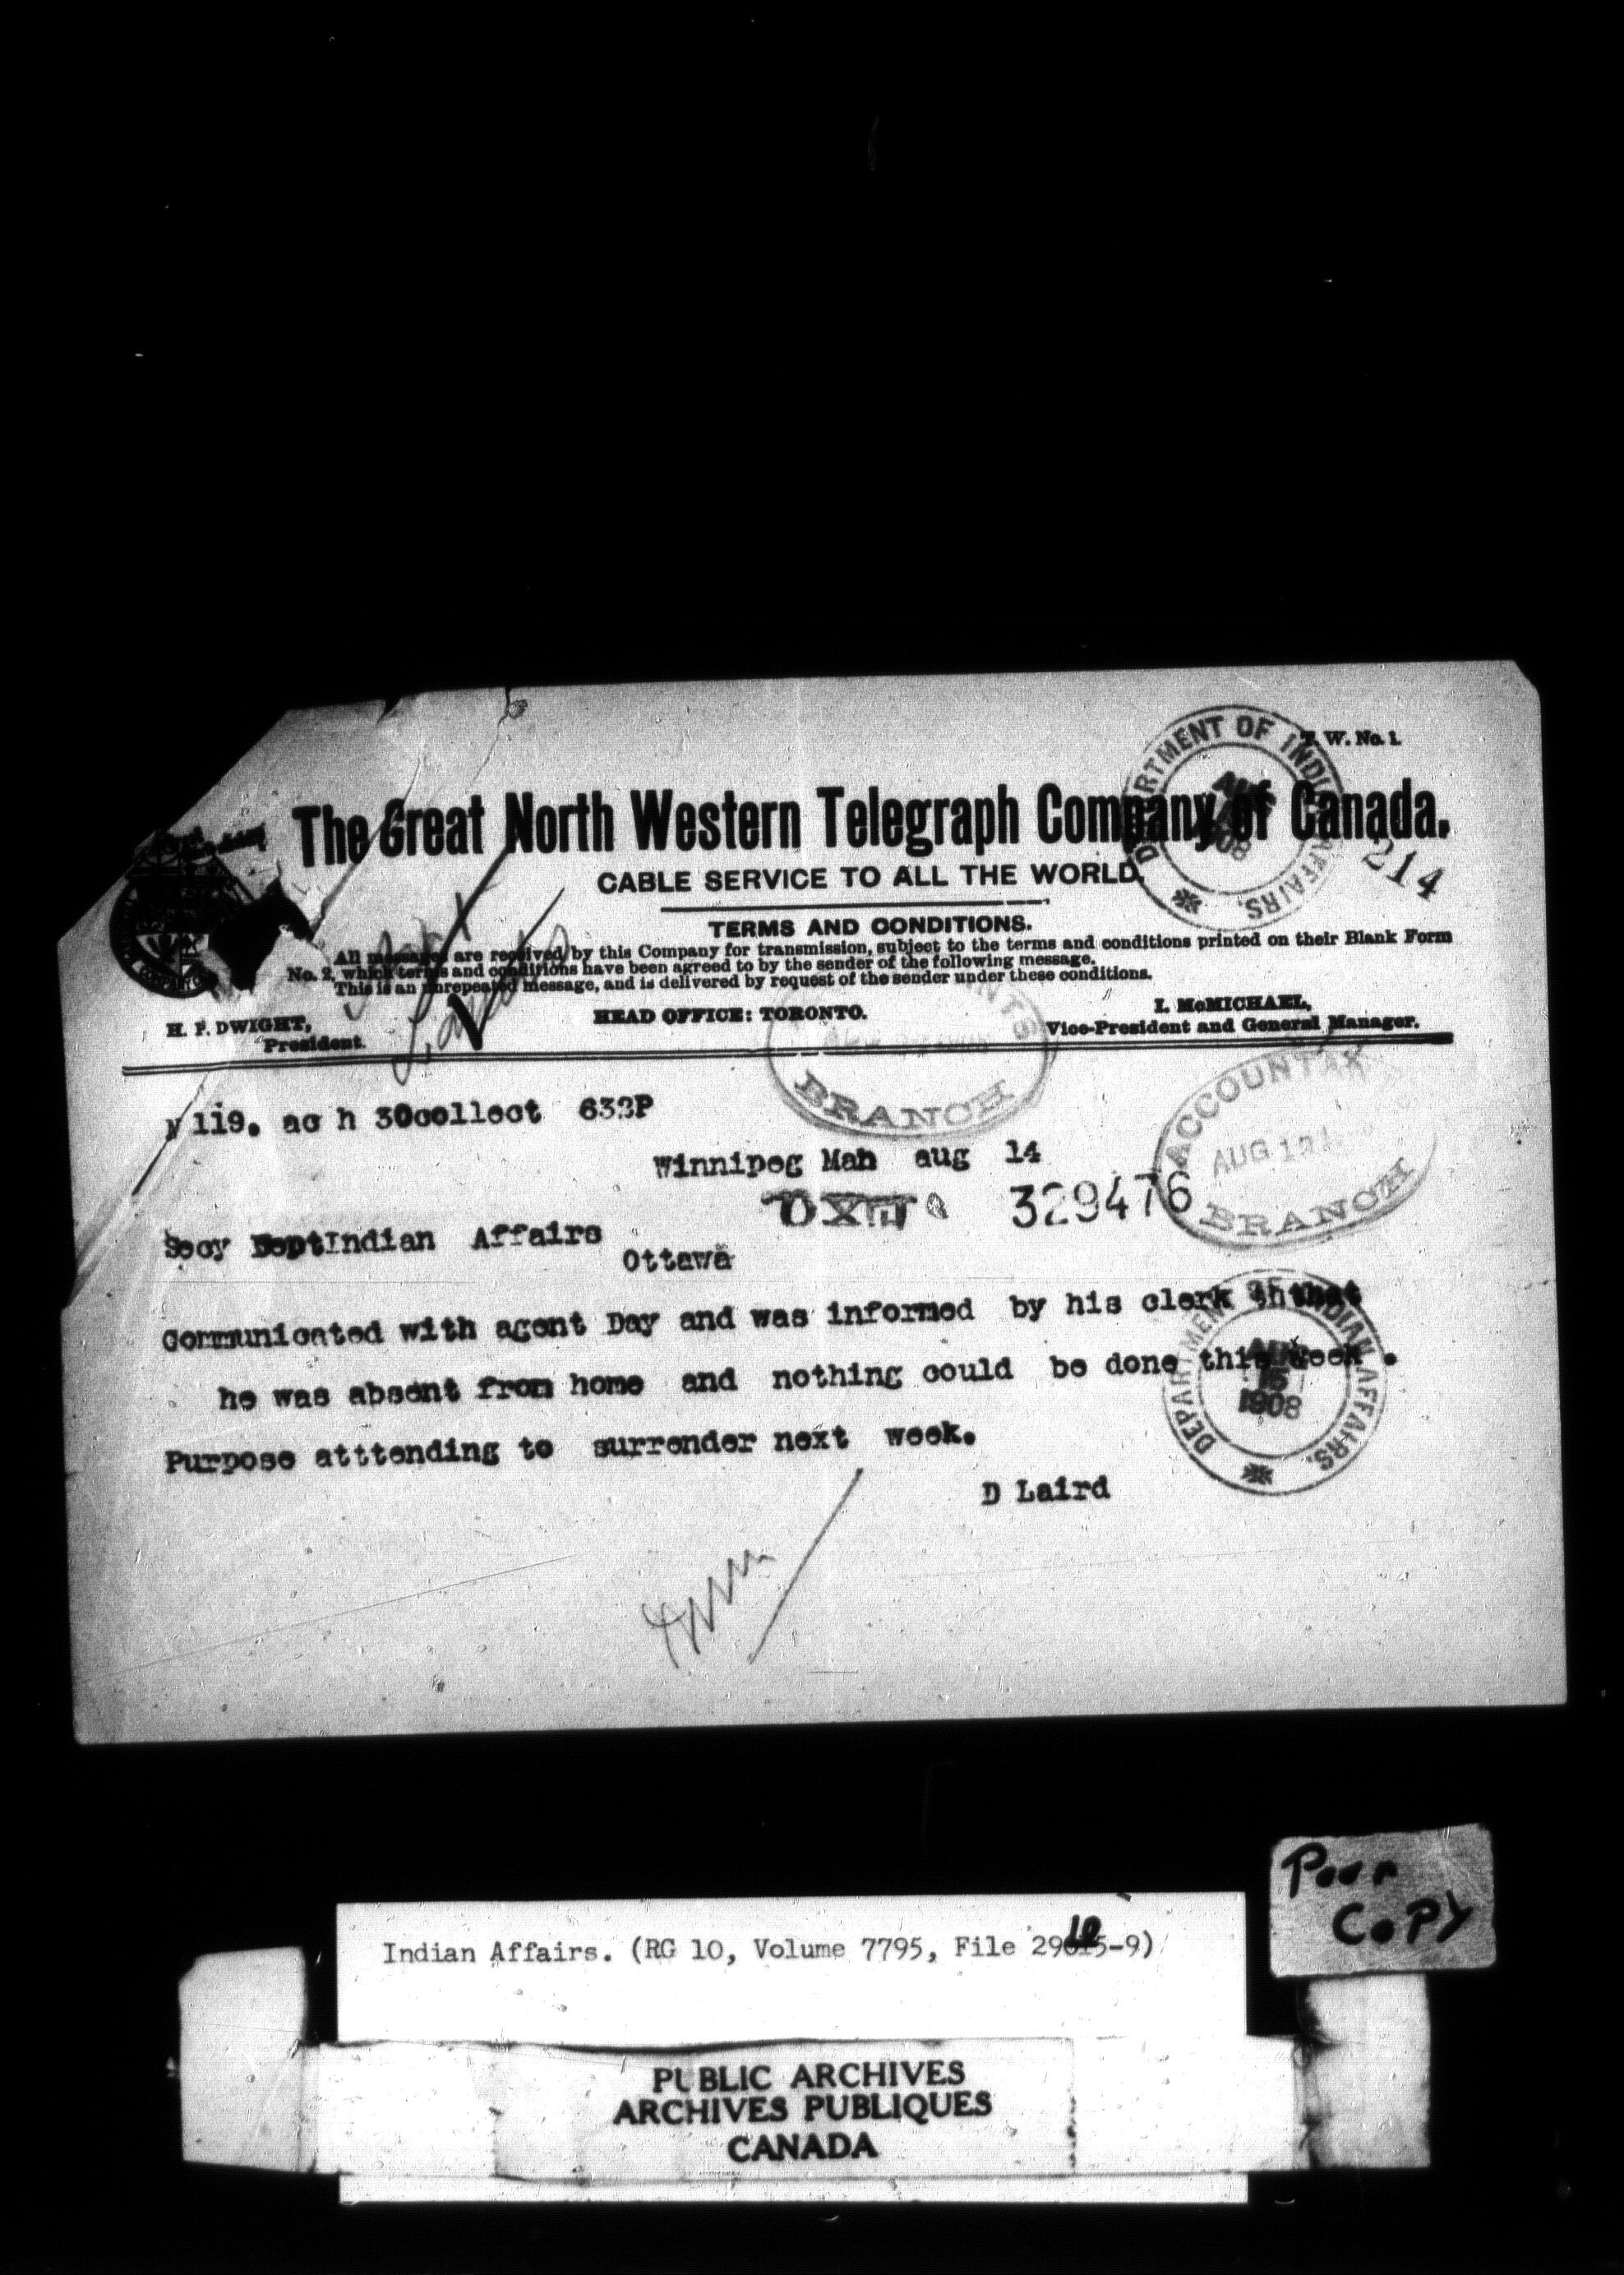 T. W. No. 1.
The Great North Western Telegraph Company of Canada.
CABLE SERVICE TO ALL THE WORLD.
DEPARTMENT OF INDIAN AFFAIRS.
214
TERMS AND CONDITIONS.
All messages are received by this Company for transmission, subject to the terms and conditions printed on their Blank Form
No. 2, which terms and conditions have been agreed to by the sender of the following message.
This is an unrepeated message, and is delivered by request of the sender under these conditions.
H. P. DWIGHT,
President.
HEAD OFFICE: TORONTO.
I. McMICHAEL,
Vice-President and General Manager.
BRANCH
ACCOUNTANTS
AUG
BRANCH
119. ac h 30collect 632P
Winnipeg Man aug 14
329476
Secy DeptIndian Affairs
Ottawa
Communicated with agent Day and was informed by his clerk that
he was absent from home and nothing could be done this week.
Purpose atttending to surrender next week.
D Laird
DEPARTMENT OF INDIAN AFFAIRS.
AUG
15
1908
Poor
COPY
Indian Affairs. (RG 10, Volume 7795, File 29615-9)
PUBLIC ARCHIVES
ARCHIVES PUBLIQUES
CANADA